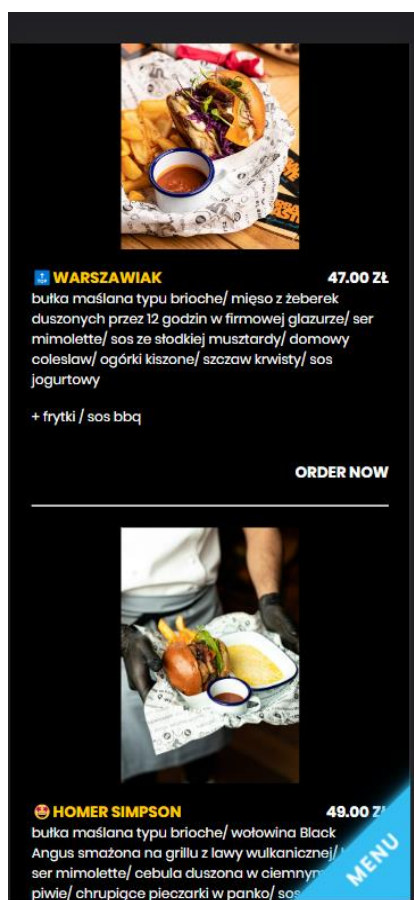 WARSZAWIAK 47.00 ZŁ
bułka maślana typu brioche/ mięso z żeberek
duszonych przez 12 godzin w firmowej glazurze/ ser
mimolette/ sos ze słodkiej musztardy/ domowy
coleslaw/ ogórki kiszone/ szczaw krwisty/ sos
jogurtowy
+ frytki / sos bbq
ORDER NOW
HOMER SIMPSON 49.00
bułka maślana typu brioche/ wołowina Black
Angus smażona na grillu z lawy wulkanicznej/
ser mimolette/ cebula duszona w ciemnym
piwie/ chrupiące pieczarki w panko/ sos
MENU